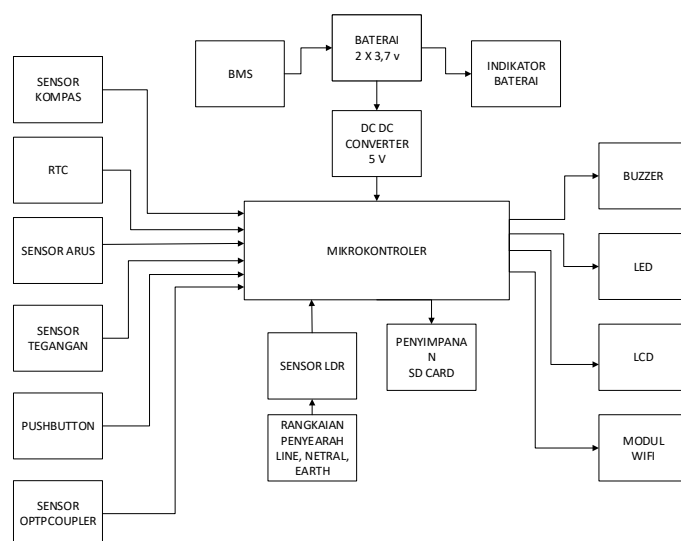 BATERAI
2 X 3,7 v
BMS
INDIKATOR
BATERAI
SENSOR
KOMPAS
DC DC
CONVERTER
5 V
RTC
BUZZER
SENSOR ARUS
MIKROKONTROLER
LED
SENSOR
TEGANGAN
SENSOR LDR
PENYIMPANA
N
SD CARD
LCD
PUSHBUTTON
RANGKAIAN
PENYEARAH
LINE, NETRAL,
EARTH
MODUL
WIFI
SENSOR
OPTPCOUPLER